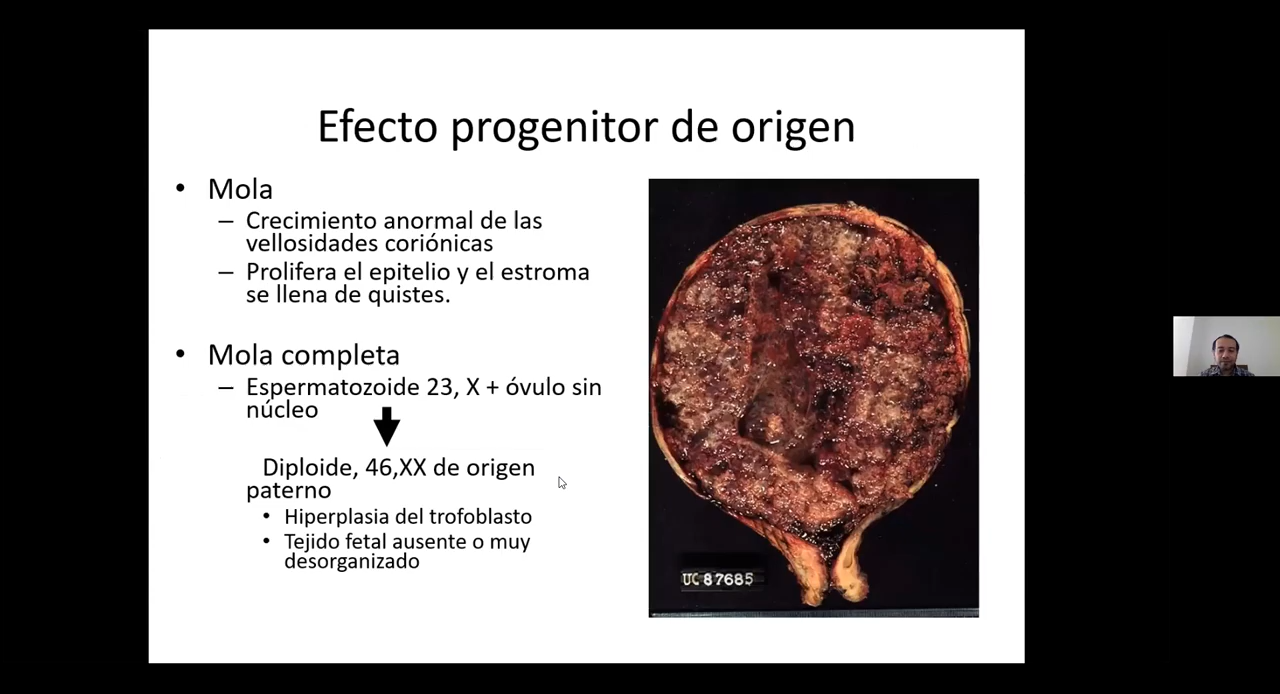 Efecto progenitor de origen
• Mola
– Crecimiento anormal de las
vellosidades coriónicas
– Prolifera el epitelio y el estroma
se llena de quistes.
• Mola completa
– Espermatozoide 23, X + óvulo sin
núcleo
Diploide, 46,XX de origen
paterno
• Hiperplasia del trofoblasto
• Tejido fetal ausente o muy
desorganizado
UC 87685